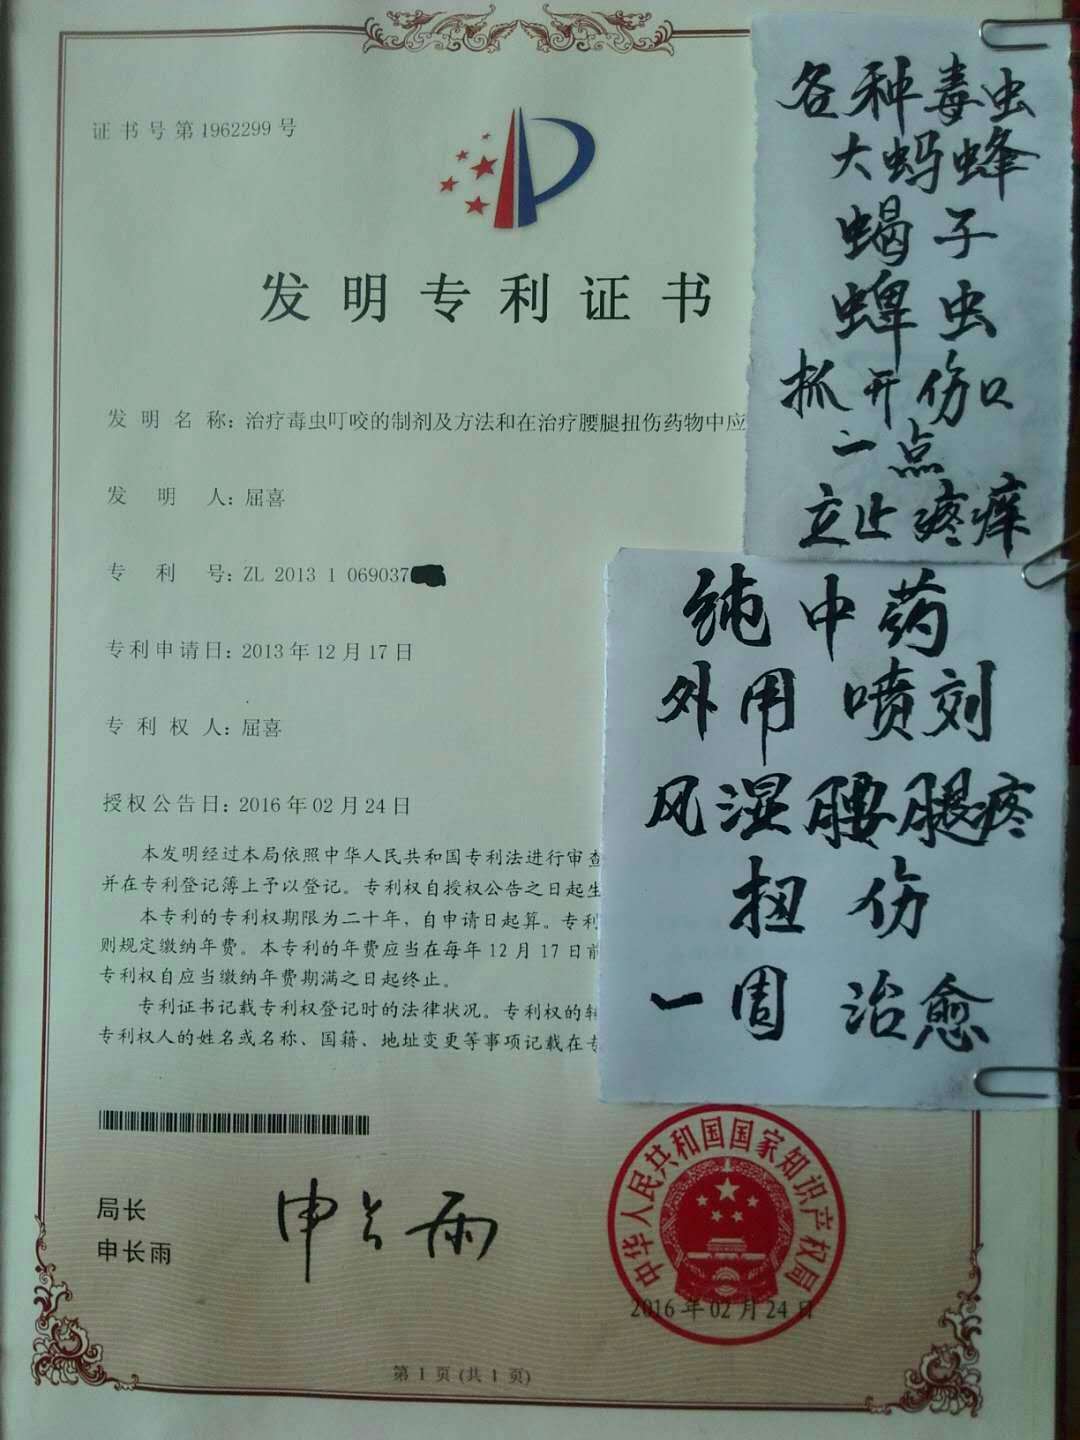 证书号第1962299号
发明专利证书
发明名称：治疗毒虫叮咬的制剂及方法和在治疗腰腿扭伤药物中应
发明人：屈喜
专利号：ZL 2013 1 069037
专利申请日：2013年12月17日
专利权人：屈喜
授权公告日：2016年02月24日
本发明经过本局依照中华人民共和国专利法进行审查
并在专利登记簿上予以登记。专利权自授权公告之日起生
本专利的专利权期限为二十年，自申请日起算。专利
则规定缴纳年费。本专利的年费应当在每年12月17日前
专利权自应当缴纳年费期满之日起终止。
专利证书记载专利权登记时的法律状况。专利权的转
专利权人的姓名或名称、国籍、地址变更等事项记载在专
局长
申长雨
申长雨
中华人民共和国国家知识产权局
2016年02月24日
第1页(共1页)
各种毒虫
大蚂蜂
蝎子
蜱虫
抓开伤口
一点
立止疼痒
纯中药
外用喷剂
风湿腰腿疼
扭伤
一周治愈